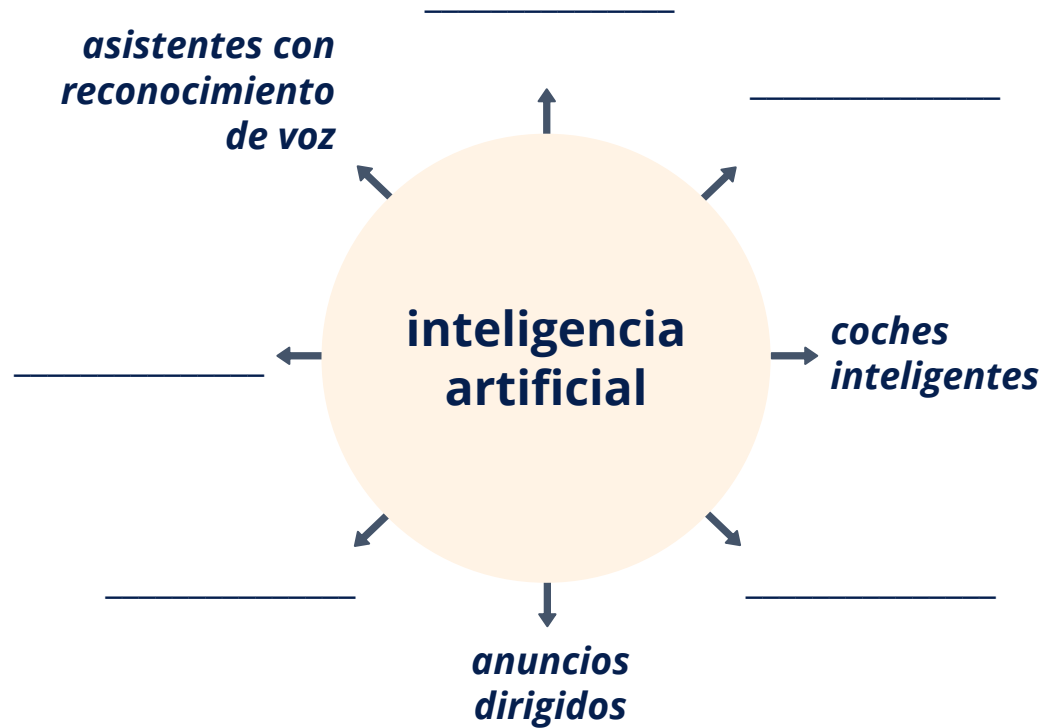 asistentes con
reconocimiento
de voz
inteligencia
artificial
coches
inteligentes
anuncios
dirigidos